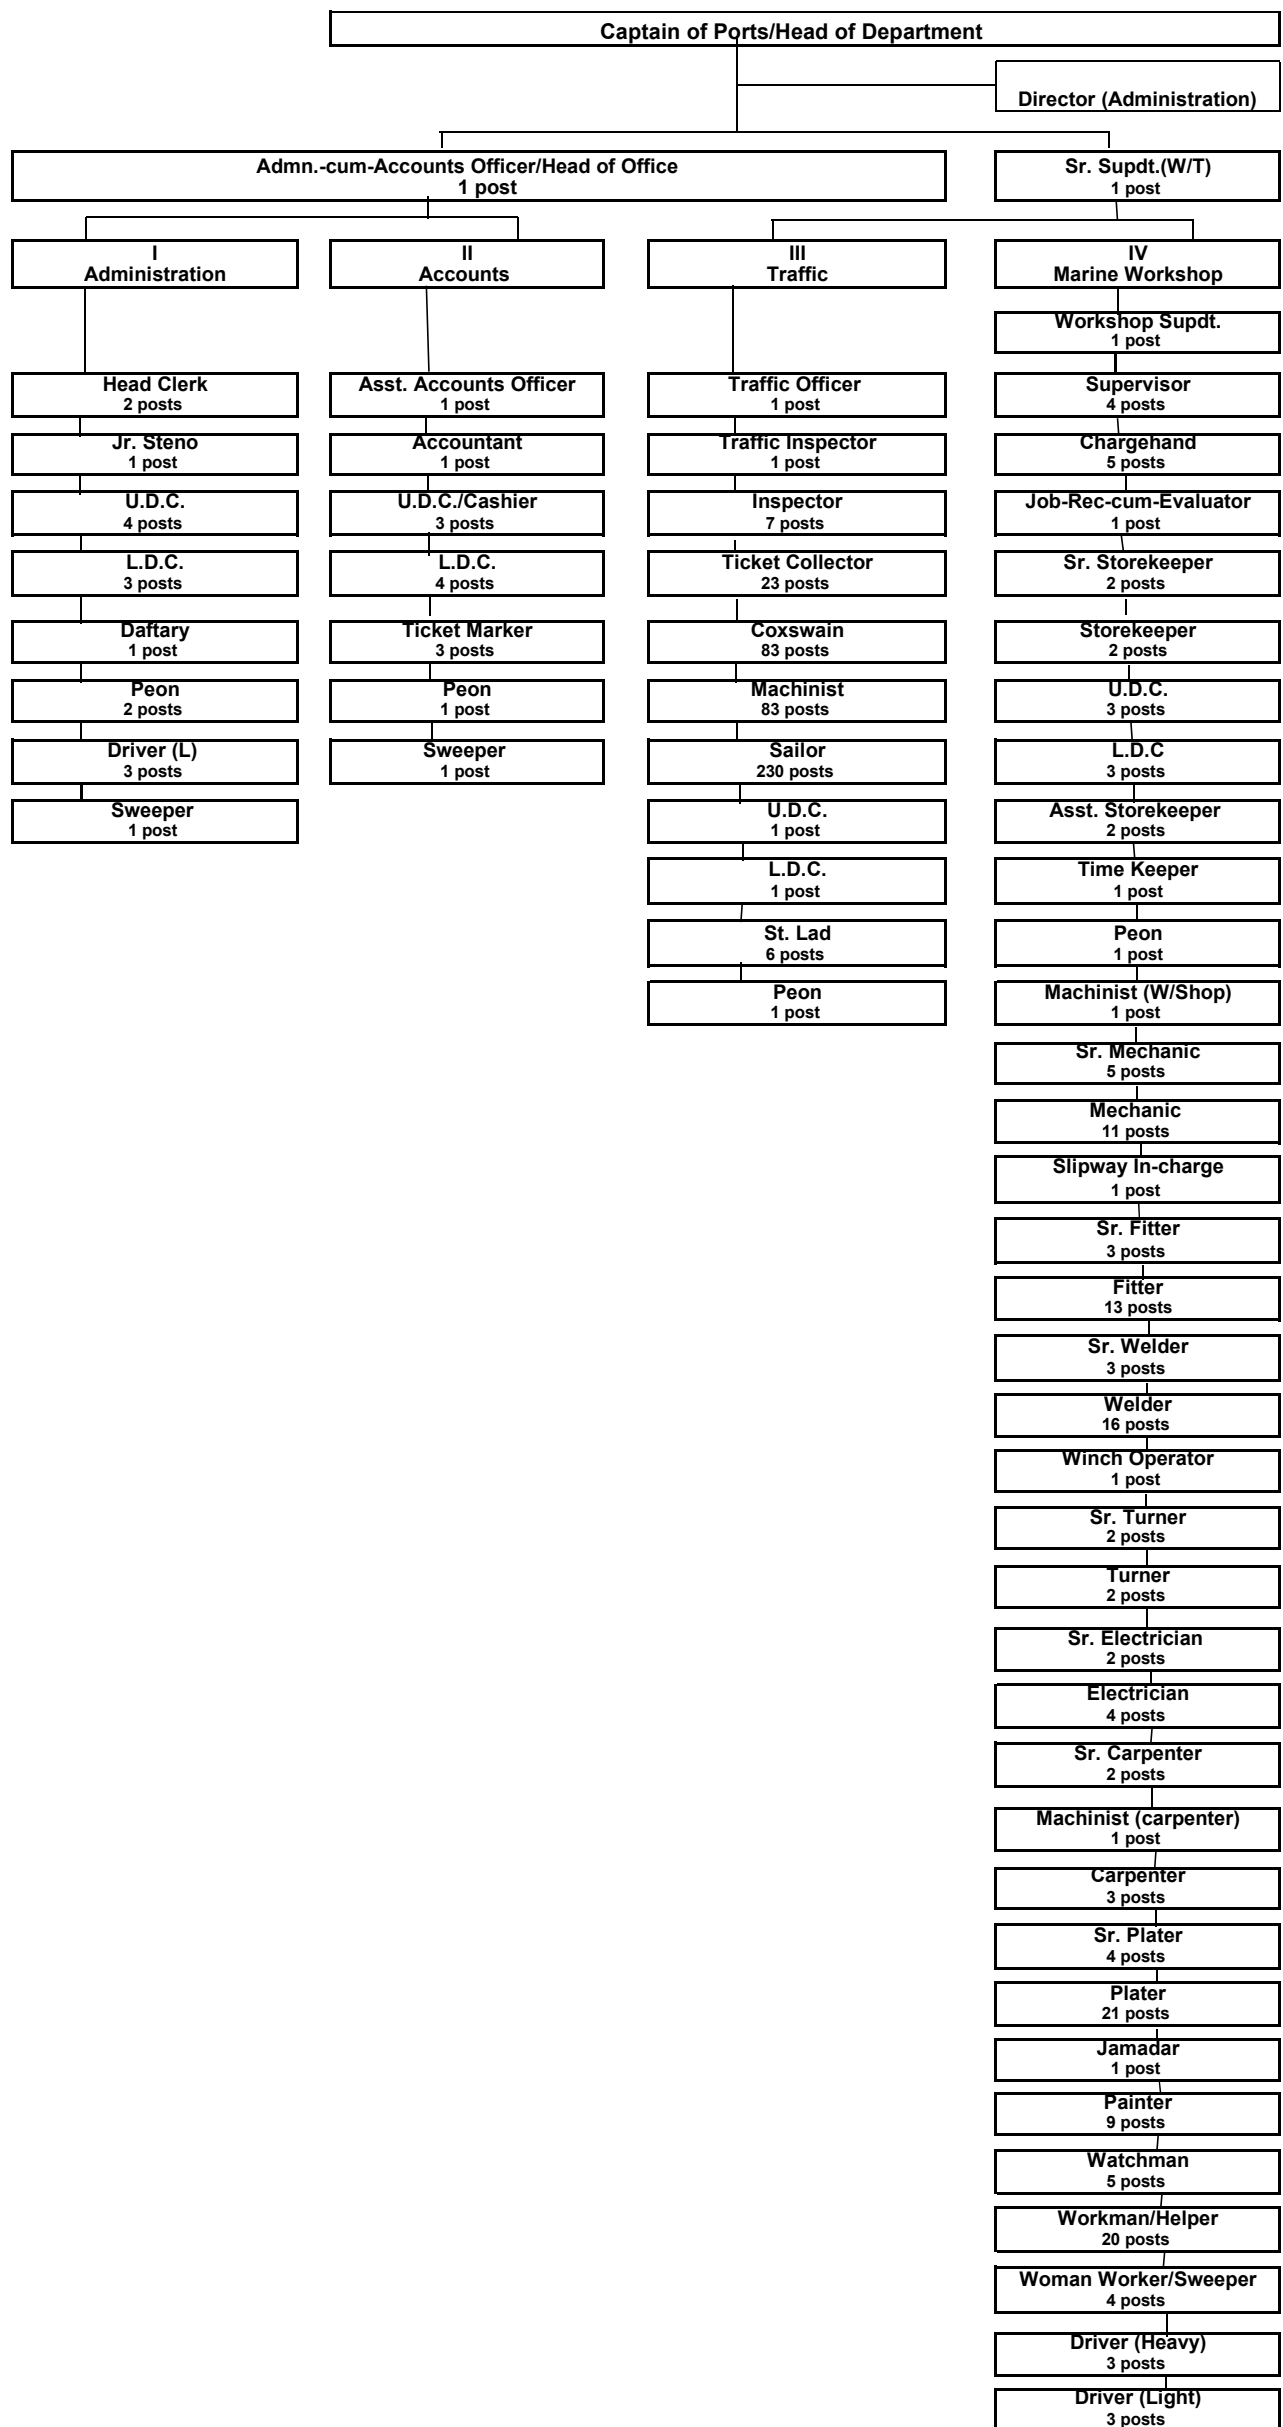 Captain of Ports/Head of Department
Director (Administration)
Admn.-cum-Accounts Officer/Head of Office
1 post
Sr. Supdt.(W/T)
1 post
I
Administration
II
Accounts
III
Traffic
IV
Marine Workshop
Head Clerk
2 posts
Jr. Steno
1 post
U.D.C.
4 posts
L.D.C.
3 posts
Daftary
1 post
Peon
2 posts
Driver (L)
3 posts
Sweeper
1 post
Asst. Accounts Officer
1 post
Accountant
1 post
U.D.C./Cashier
3 posts
L.D.C.
4 posts
Ticket Marker
3 posts
Peon
1 post
Sweeper
1 post
Traffic Officer
1 post
Traffic Inspector
1 post
Inspector
7 posts
Ticket Collector
23 posts
Coxswain
83 posts
Machinist
83 posts
Sailor
230 posts
U.D.C.
1 post
L.D.C.
1 post
St. Lad
6 posts
Peon
1 post
Workshop Supdt.
1 post
Supervisor
4 posts
Chargehand
5 posts
Job-Rec-cum-Evaluator
1 post
Sr. Storekeeper
2 posts
Storekeeper
2 posts
U.D.C.
3 posts
L.D.C
3 posts
Asst. Storekeeper
2 posts
Time Keeper
1 post
Peon
1 post
Machinist (W/Shop)
1 post
Sr. Mechanic
5 posts
Mechanic
11 posts
Slipway In-charge
1 post
Sr. Fitter
3 posts
Fitter
13 posts
Sr. Welder
3 posts
Welder
16 posts
Winch Operator
1 post
Sr. Turner
2 posts
Turner
2 posts
Sr. Electrician
2 posts
Electrician
4 posts
Sr. Carpenter
2 posts
Machinist (carpenter)
1 post
Carpenter
3 posts
Sr. Plater
4 posts
Plater
21 posts
Jamadar
1 post
Painter
9 posts
Watchman
5 posts
Workman/Helper
20 posts
Woman Worker/Sweeper
4 posts
Driver (Heavy)
3 posts
Driver (Light)
3 posts